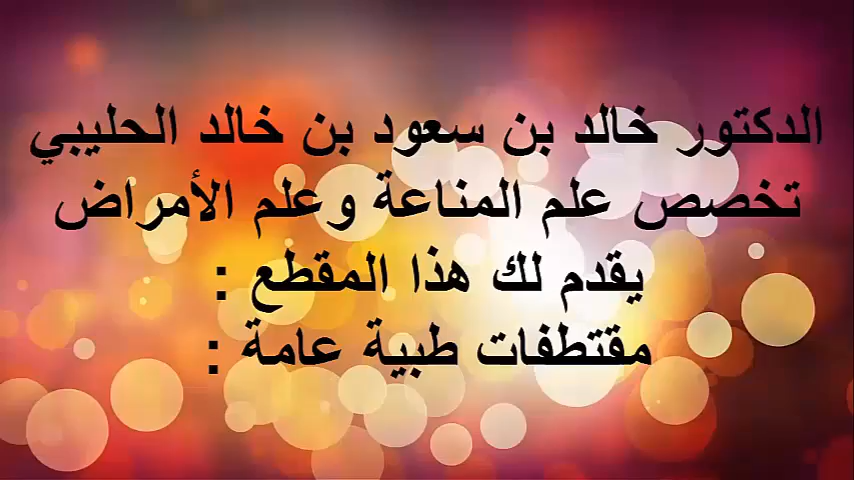 الدكتور خالد بن سعود بن خالد الحليبي
تخصص علم المناعة وعلم الأمراض
يقدم لك هذا المقطع :
مقتطفات طبية عامة :